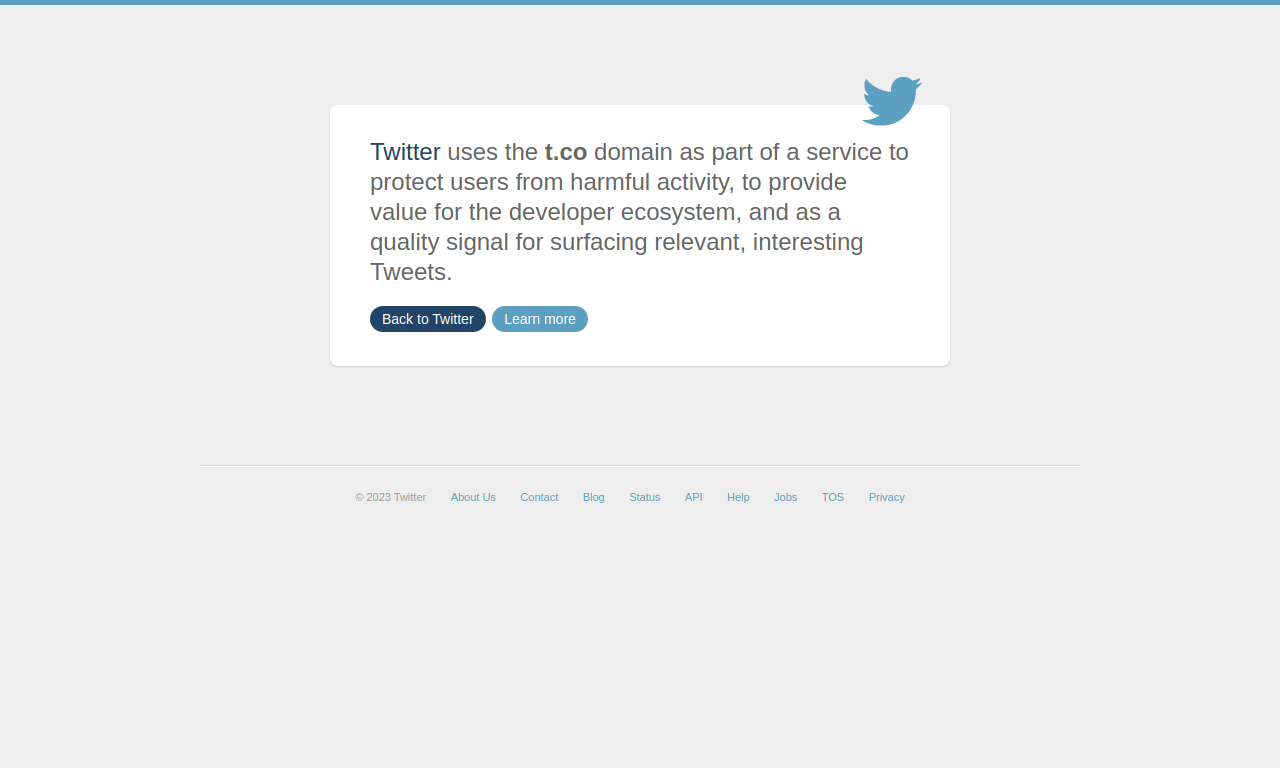 Twitter uses the t.co domain as part of a service to
protect users from harmful activity, to provide
value for the developer ecosystem, and as a
quality signal for surfacing relevant, interesting
Tweets.
Back to Twitter Learn more
© 2023 Twitter About Us Contact Blog Status API Help Jobs TOS Privacy